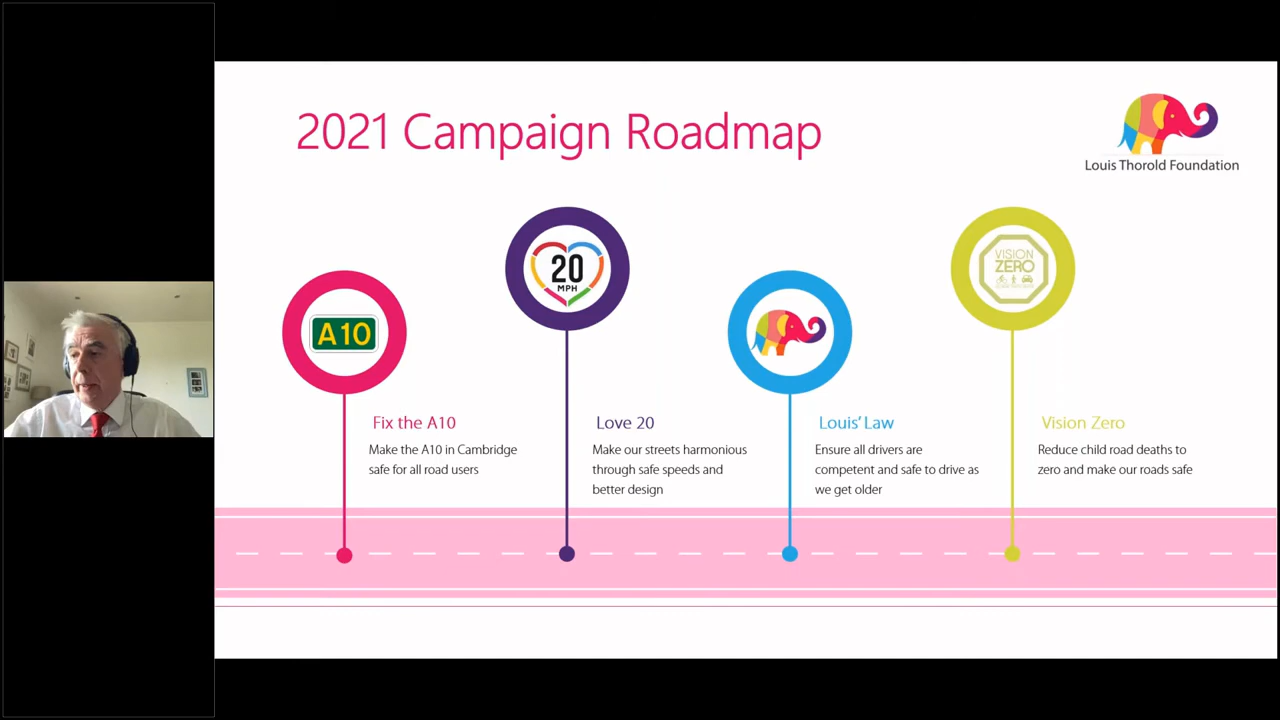 2021 Campaign Roadmap
Louis Thorold Foundation
A10
20
MPH
VISION
ZERO
Fix the A10
Make the A10 in Cambridge
safe for all road users
Love 20
Make our streets harmonious
through safe speeds and
better design
Louis’ Law
Ensure all drivers are
competent and safe to drive as
we get older
Vision Zero
Reduce child road deaths to
zero and make our roads safe